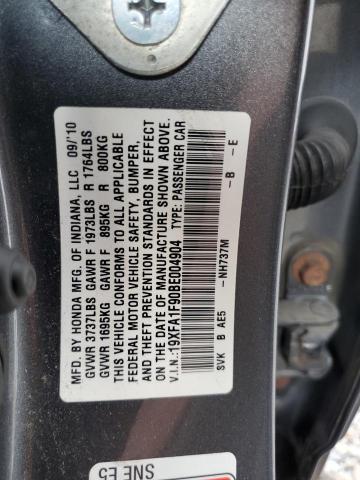 MFD. BY HONDA MFG. OF INDIANA, LLC 09/'10
GVWR 3737LBS GAWR F 1973LBS R 1764LBS
GVWR 1695KG GAWR F 895KG R 800KG
THIS VEHICLE CONFORMS TO ALL APPLICABLE
FEDERAL MOTOR VEHICLE SAFETY, BUMPER,
AND THEFT PREVENTION STANDARDS IN EFFECT
ON THE DATE OF MANUFACTURE SHOWN ABOVE.
V.I.N.: 19XFA1F90BE004904 TYPE: PASSENGER CAR
SVK B AE5 -NH737M -B -E
SNE E5